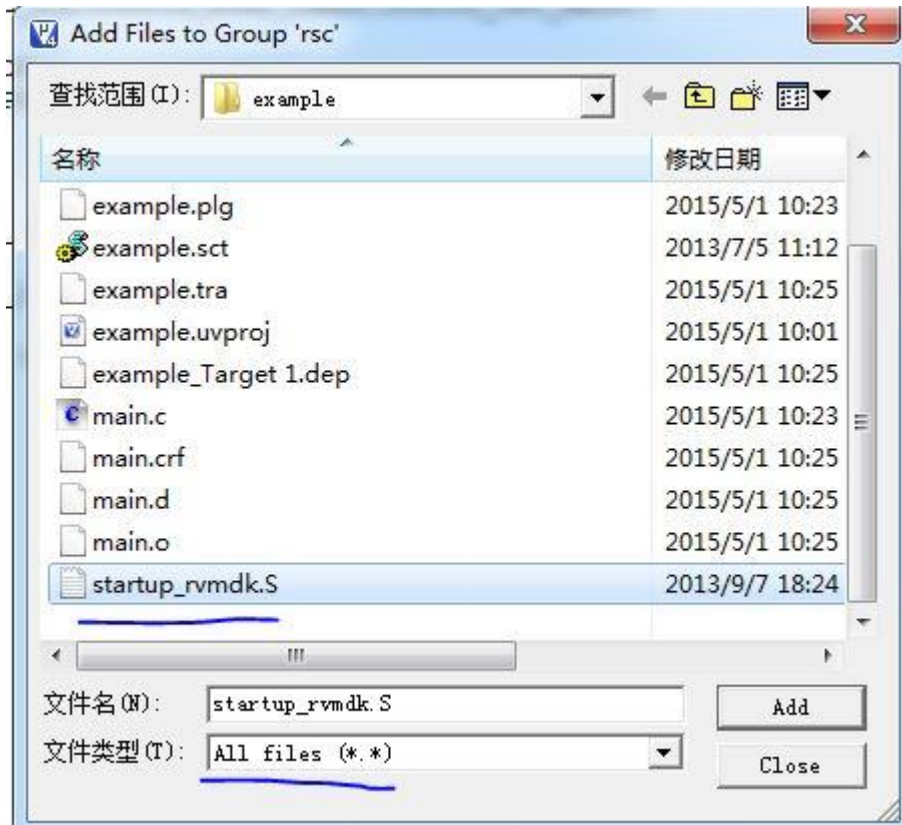 Add Files to Group 'rsc'
查找范围(I): example
名称 修改日期
example.plg 2015/5/1 10:23
example.sct 2013/7/5 11:12
example.tra 2015/5/1 10:25
example.uvproj 2015/5/1 10:01
example_Target 1.dep 2015/5/1 10:25
main.c 2015/5/1 10:23
main.crf 2015/5/1 10:25
main.d 2015/5/1 10:25
main.o 2015/5/1 10:25
startup_rvmdk.S 2013/9/7 18:24
文件名(N): startup_rvmdk.S Add
文件类型(T): All files (*.*) Close